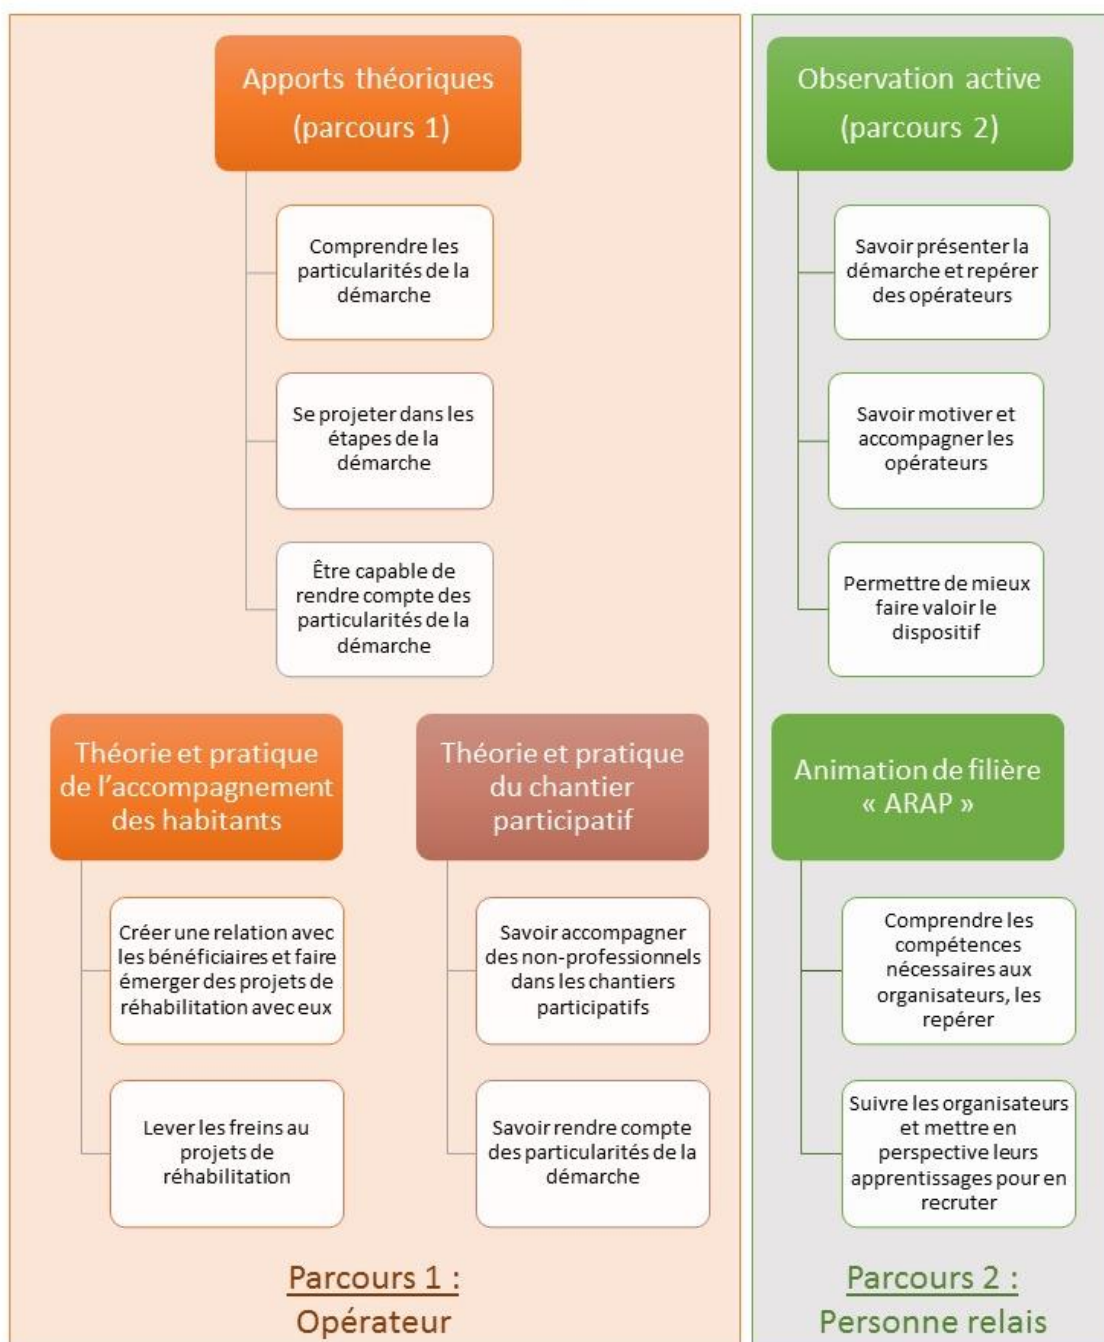 Apports théoriques
(parcours 1)
Comprendre les
particularités de la
démarche
Se projeter dans les
étapes de la
démarche
Être capable de
rendre compte des
particularités de la
démarche
Théorie et pratique
de l'accompagnement
des habitants
Créer une relation avec
les bénéficiaires et faire
émerger des projets de
réhabilitation avec eux
Lever les freins au
projets de
réhabilitation
Théorie et pratique
du chantier
participatif
Savoir accompagner
des non-professionnels
dans les chantiers
participatifs
Savoir rendre compte
des particularités de la
démarche
Parcours 1 :
Opérateur
Observation active
(parcours 2)
Savoir présenter la
démarche et repérer
des opérateurs
Savoir motiver et
accompagner les
opérateurs
Permettre de mieux
faire valoir le
dispositif
Animation de filière
« ARAP »
Comprendre les
compétences
nécessaires aux
organisateurs, les
repérer
Suivre les organisateurs
et mettre en
perspective leurs
apprentissages pour en
recruter
Parcours 2 :
Personne relais